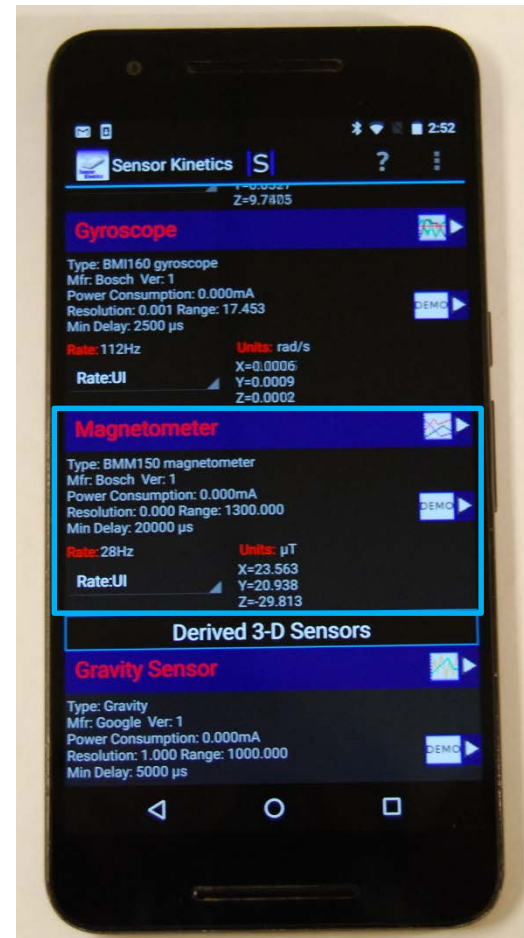 2:52
Sensor Kinetics |S| ?
Z=9.7405
Gyroscope
Type: BMI160 gyroscope
Mfr: Bosch Ver: 1
Power Consumption: 0.000mA
Resolution: 0.001 Range: 17.453
DEMO
Min Delay: 2500 µs
Rate: 112Hz Units: rad/s
X=0.0006
Rate:UI Y=0.0009
Z=0.0002
Magnetometer
Type: BMM150 magnetometer
Mfr: Bosch Ver: 1
Power Consumption: 0.000mA
Resolution: 0.000 Range: 1300.000
DEMO
Min Delay: 20000 µs
Rate: 28Hz Units: µT
X=23.563
Rate:UI Y=20.938
Z=-29.813
Derived 3-D Sensors
Gravity Sensor
Type: Gravity
Mfr: Google Ver: 1
Power Consumption: 0.000mA
Resolution: 1.000 Range: 1000.000
DEMO
Min Delay: 5000 µs